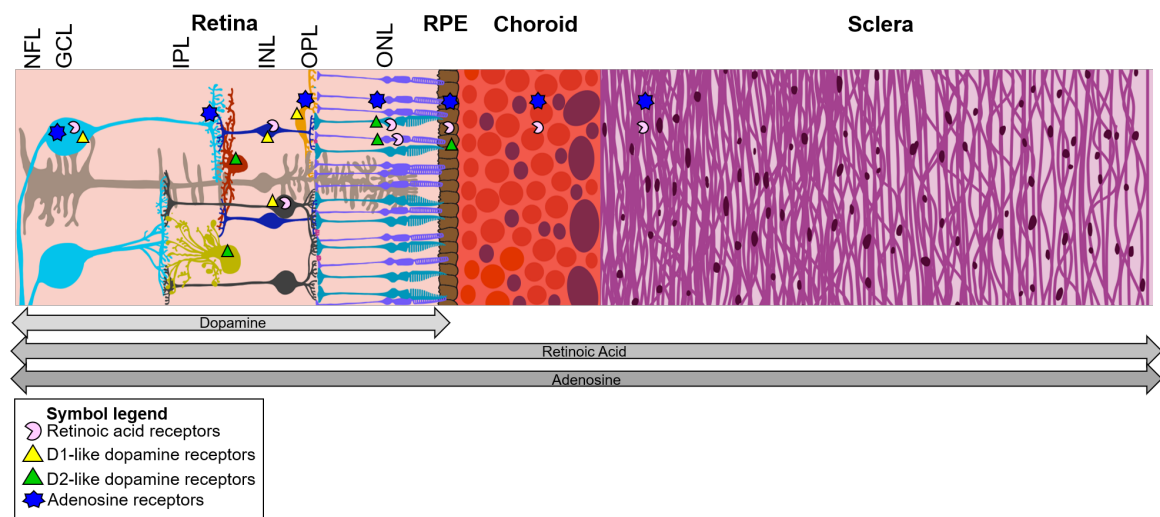 Retina
RPE
Choroid
Sclera
NFL
GCL
IPL
INL
OPL
ONL
Dopamine
Retinoic Acid
Adenosine
Symbol legend
Retinoic acid receptors
D1-like dopamine receptors
D2-like dopamine receptors
Adenosine receptors